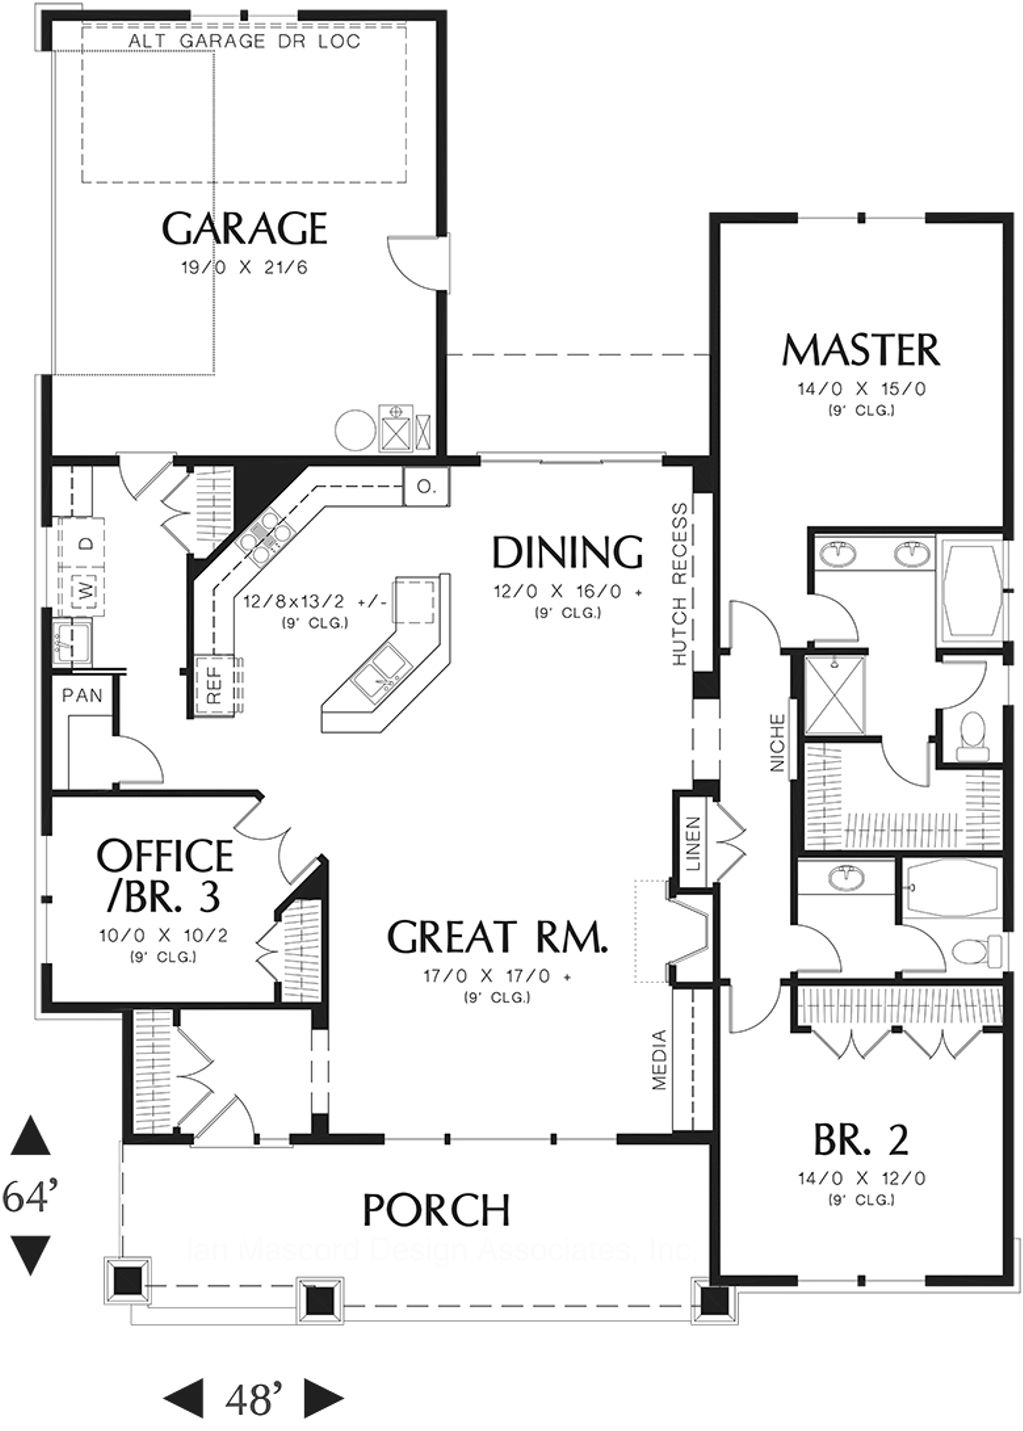 ALT GARAGE DR LOC
GARAGE
19/0 X 21/6
MASTER
14/0 X 15/0
(9' CLG.)
O.
D
W
HUTCH RECESS
DINING
12/0 X 16/0 +
(9' CLG.)
12/8x13/2 +/-
(9' CLG.)
REF
PAN
NICHE
LINEN
OFFICE
/BR. 3
10/0 X 10/2
(9' CLG.)
GREAT RM.
17/0 X 17/0 +
(9' CLG.)
MEDIA
BR. 2
14/0 X 12/0
(9' CLG.)
PORCH
Ian Mascord Design Associates, Inc.
64'
48'